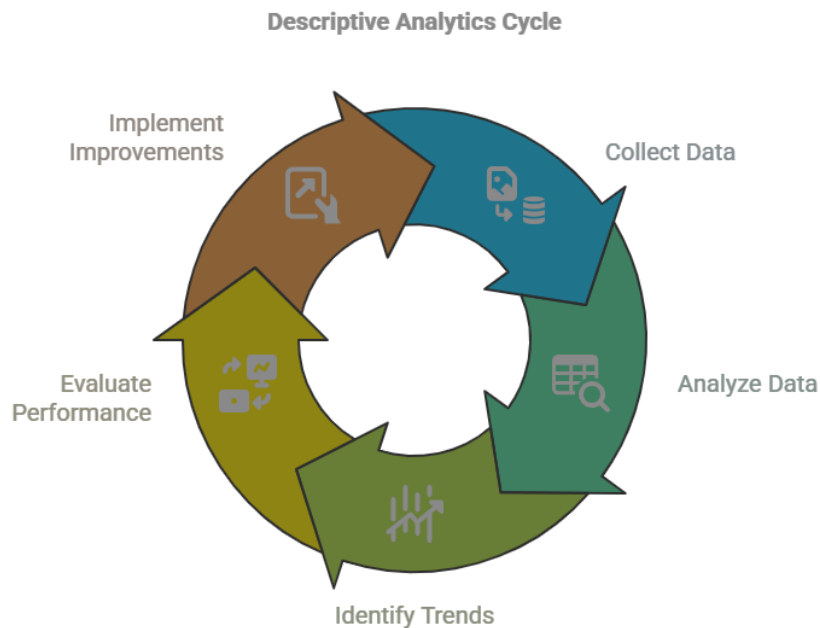 Descriptive Analytics Cycle
Implement
Improvements
Collect Data
Analyze Data
Evaluate
Performance
Identify Trends